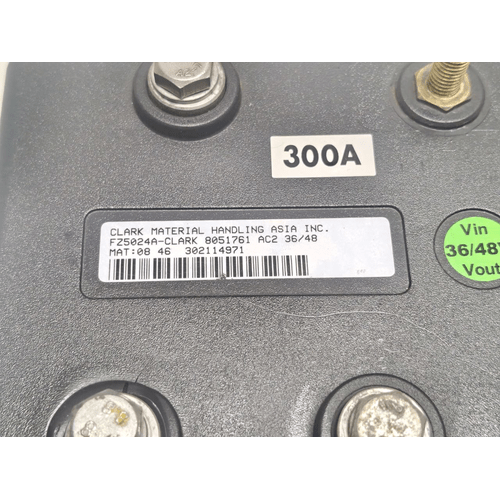 300A
CLARK MATERIAL HANDLING ASIA INC.
FZ5024A-CLARK 8051761 AC2 36/48
MAT:08 46 302114971
Vin
36/48V
Vout